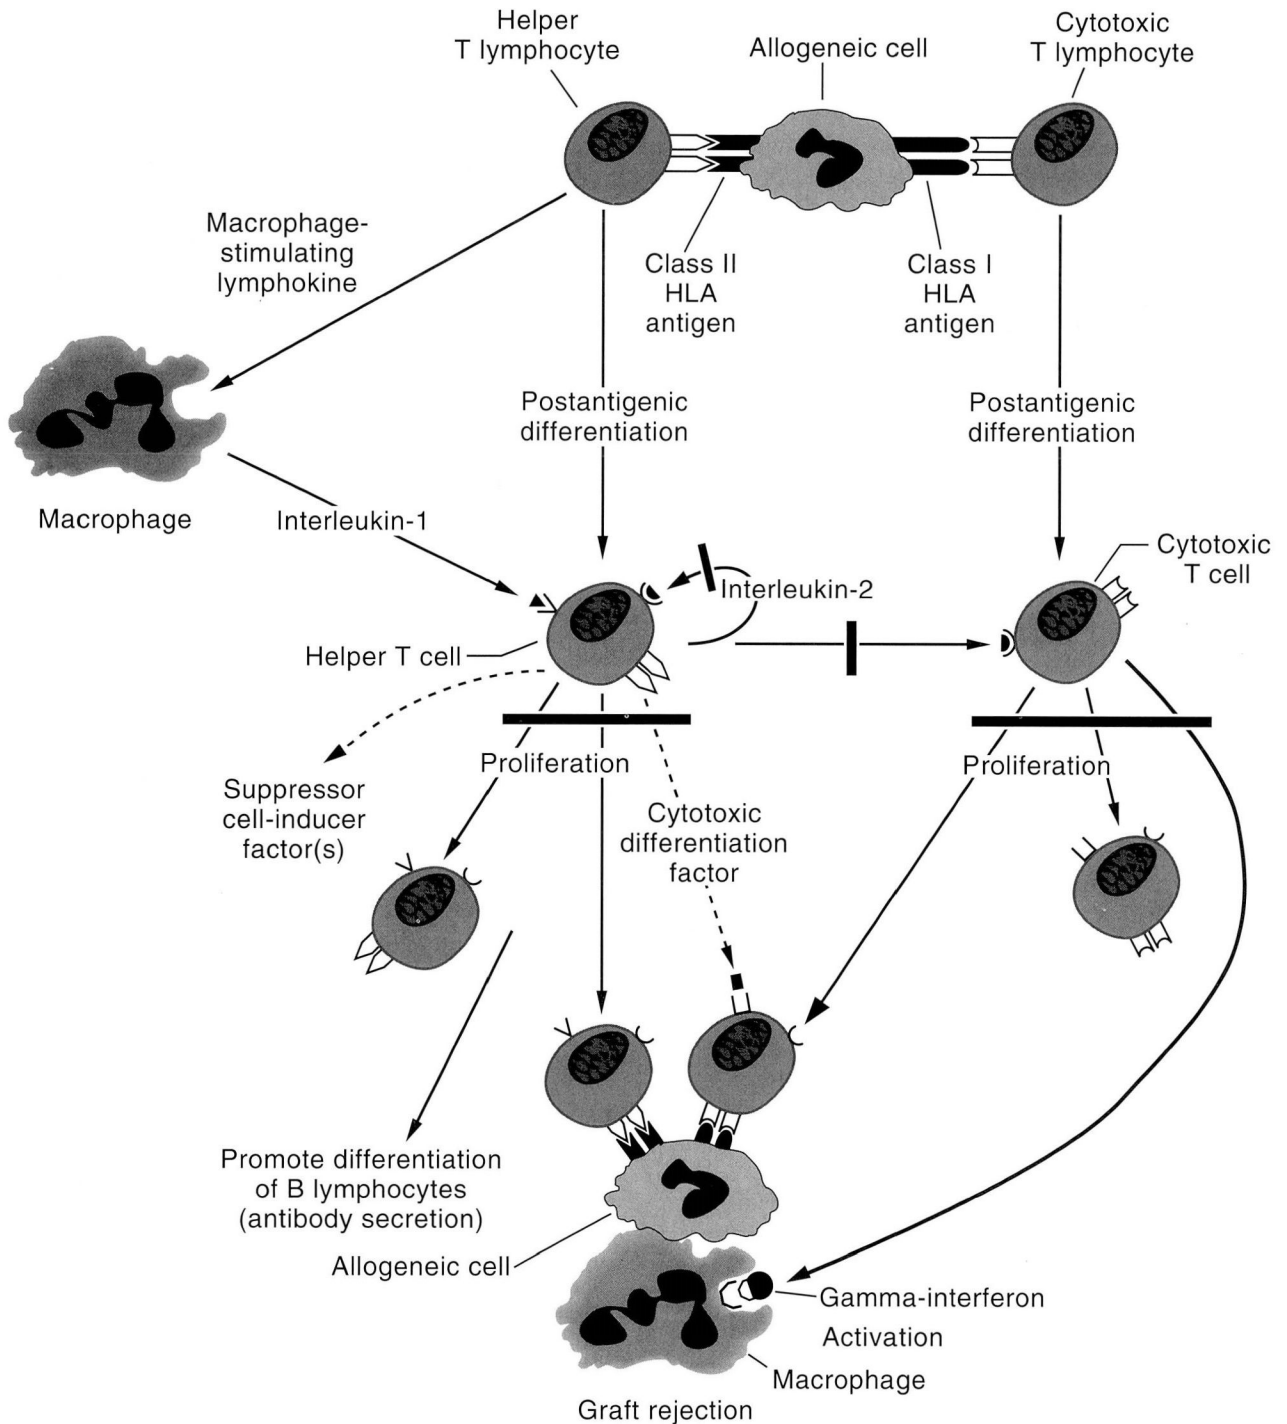 Helper
T lymphocyte
Allogeneic cell
Cytotoxic
T lymphocyte
Macrophage-
stimulating
lymphokine
Class II
HLA
antigen
Class I
HLA
antigen
Postantigenic
differentiation
Postantigenic
differentiation
Macrophage
Interleukin-1
Interleukin-2
Cytotoxic
T cell
Helper T cell
Proliferation
Proliferation
Suppressor
cell-inducer
factor(s)
Cytotoxic
differentiation
factor
Promote differentiation
of B lymphocytes
(antibody secretion)
Allogeneic cell
Gamma-interferon
Activation
Macrophage
Graft rejection